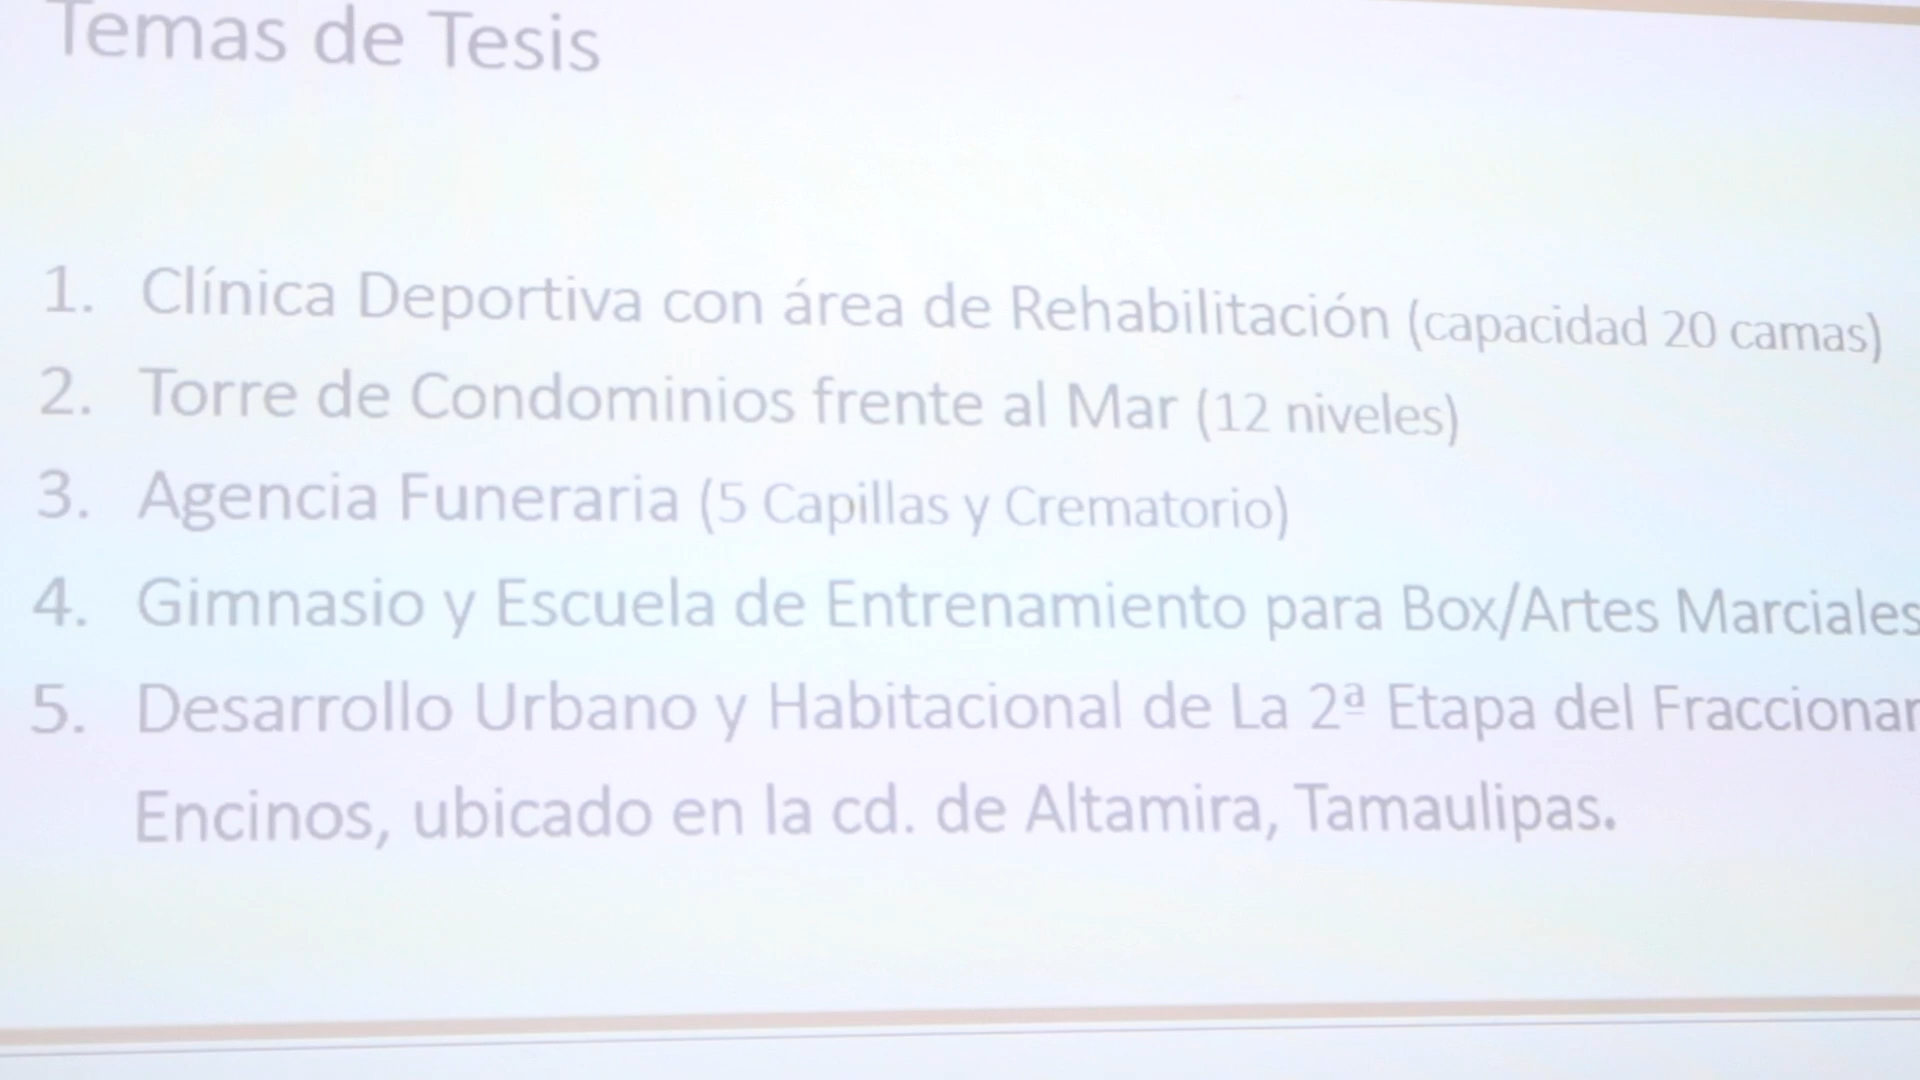 Temas de Tesis
1. Clínica Deportiva con área de Rehabilitación (capacidad 20 camas)
2. Torre de Condominios frente al Mar (12 niveles)
3. Agencia Funeraria (5 Capillas y Crematorio)
4. Gimnasio y Escuela de Entrenamiento para Box/Artes Marciales
5. Desarrollo Urbano y Habitacional de La 2ª Etapa del
Encinos, ubicado en la cd. de Altamira, Tamaulipas.